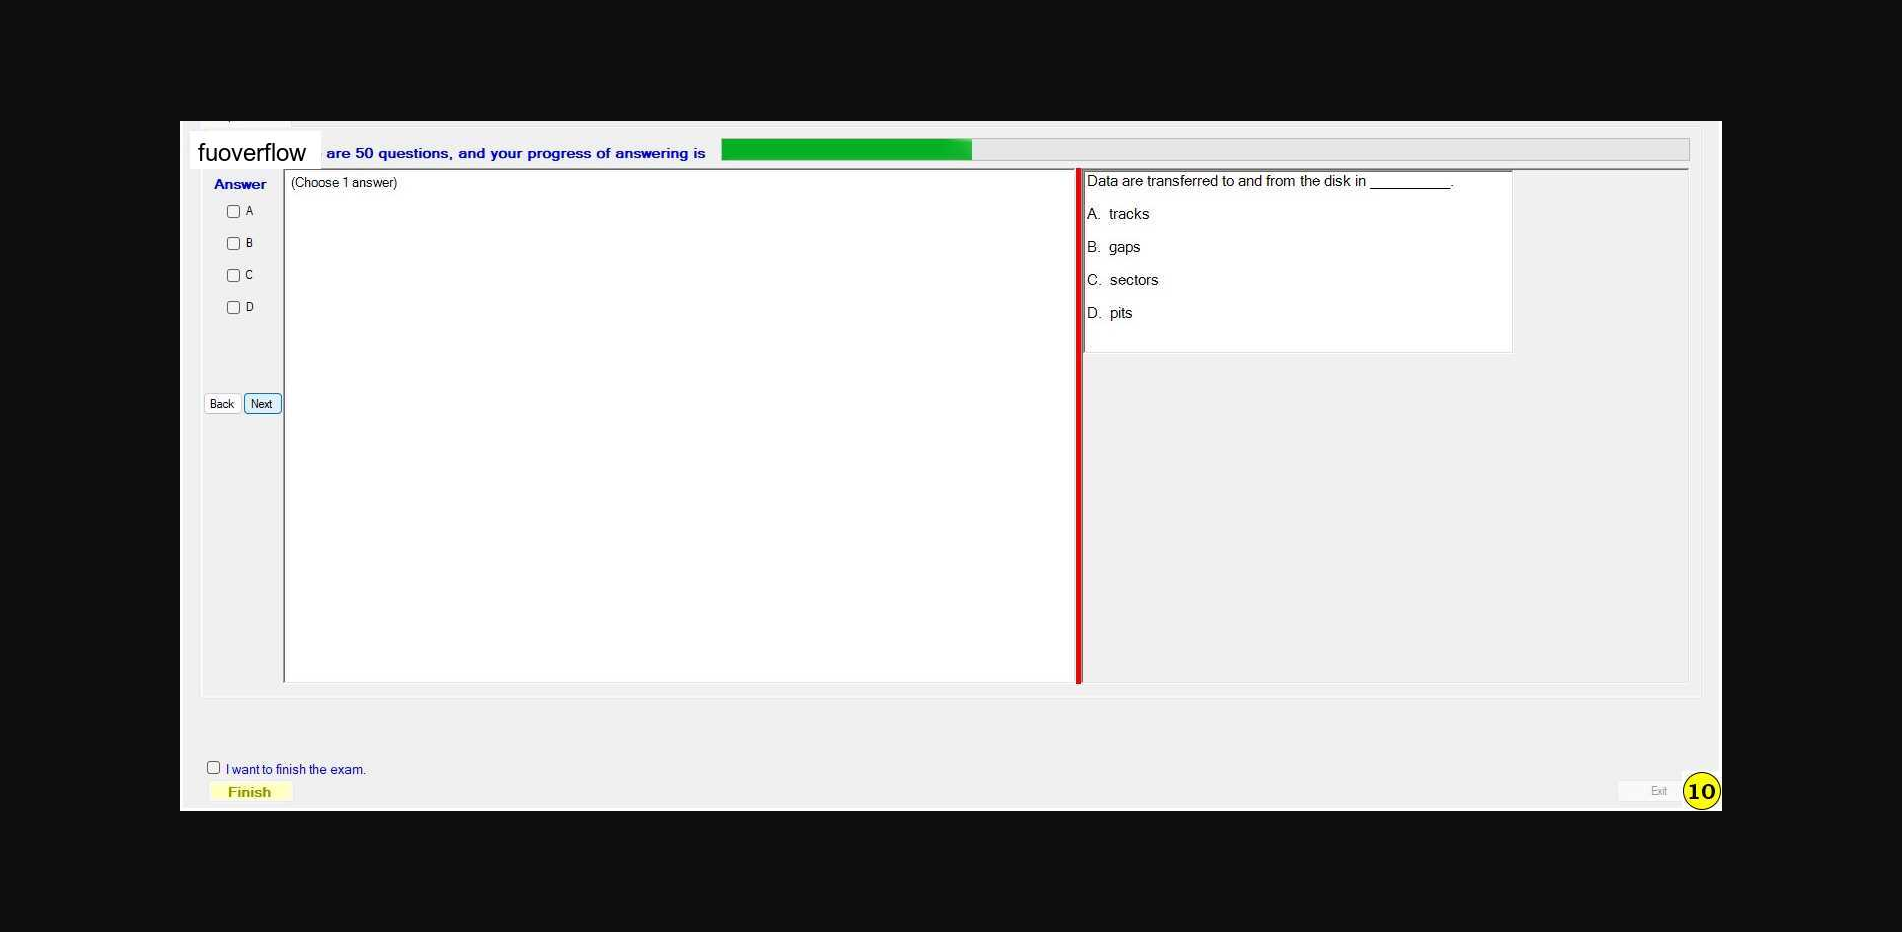 fuoverflow are 50 questions, and your progress of answering is
Answer
A
B
C
D
Back Next
(Choose 1 answer)
Data are transferred to and from the disk in __________.
A. tracks
B. gaps
C. sectors
D. pits
I want to finish the exam.
Finish
Exit
10